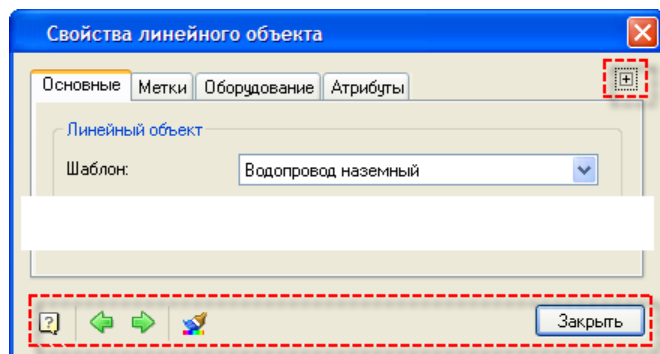 Свойства линейного объекта
Основные Метки Оборудование Атрибуты
Линейный объект
Шаблон: Водопровод наземный
Закрыть